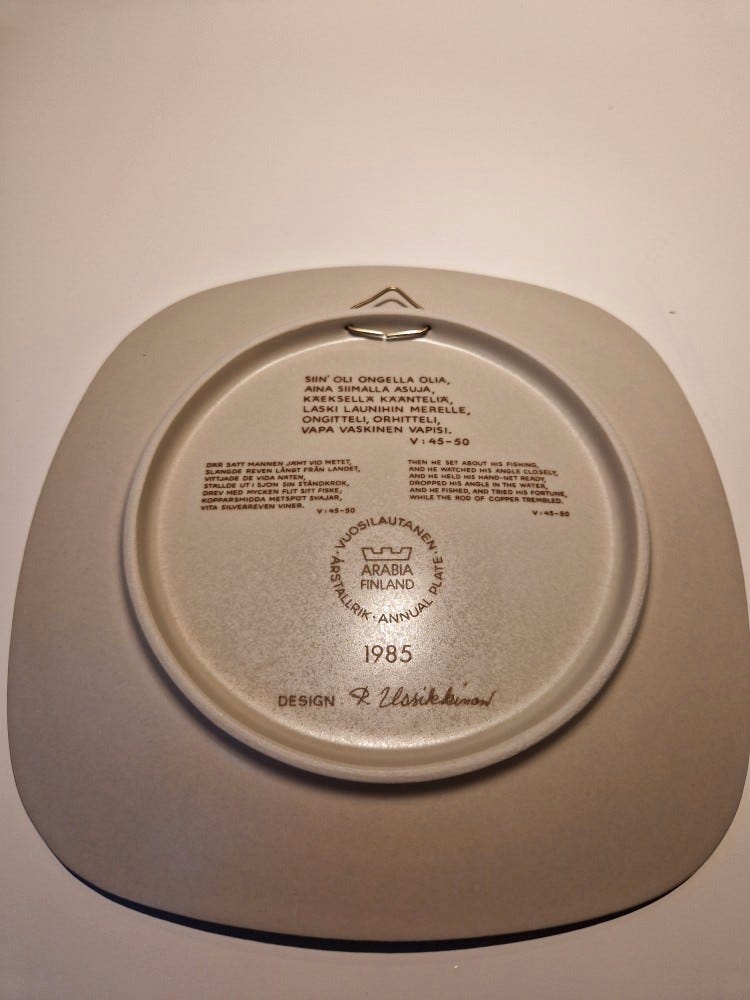 SIIN' OLI ONGELLA OLIA,
AINA SIIMALLA ASUJA,
KÄEKSELLÄ KÄÄNTELIÄ,
LASKI LAUNIHIN MERELLE,
ONGITTELI, ORHITTELI,
VAPA VASKINEN VAPISI.
V : 45-50
DÄR SATT MANNEN JÄMT VID METET,
SLÄNGDE REVEN LÅNGT FRÅN LANDET,
VITTJADE DE VIDA NÄTEN,
STÄLLDE UT I SJÖN SIN STÅNDKROK,
DREV MED MYCKEN FLIT SITT FISKE;
KOPPARSMIDDA METSPÖT SVAJAR,
VITA SILVERREVEN VINER.
V : 45-50
THEN HE SET ABOUT HIS FISHING,
AND HE WATCHED HIS ANGLE CLOSELY,
AND HE HELD HIS HAND-NET READY,
DROPPED HIS ANGLE IN THE WATER,
AND HE FISHED, AND TRIED HIS FORTUNE,
WHILE THE ROD OF COPPER TREMBLED.
V : 45-50
· VUOSILAUTANEN ·
ARABIA
FINLAND
ÅRSTALLRIK · ANNUAL PLATE
1985
DESIGN R Uosikkinen